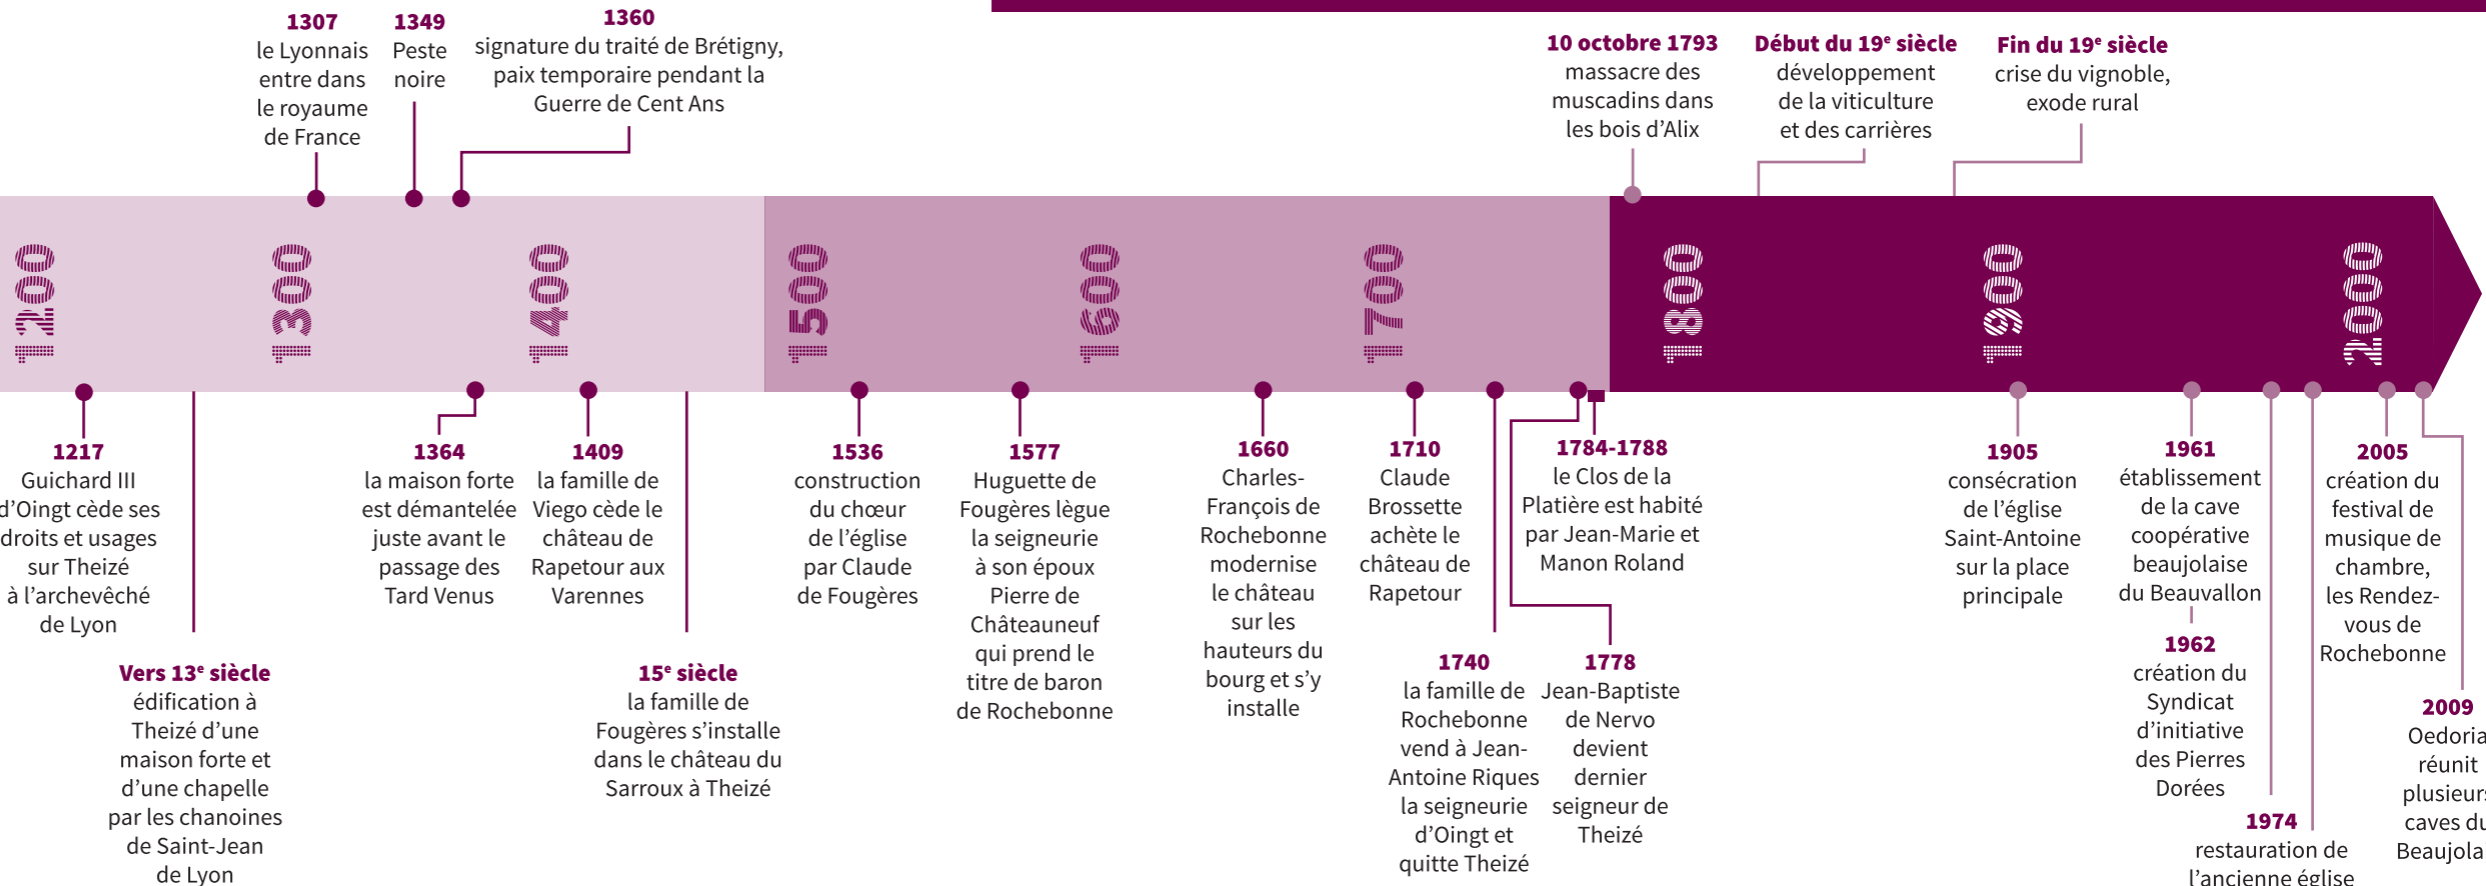 1307
le Lyonnais
entre dans
le royaume
de France
1349
Peste
noire
1360
signature du traité de Brétigny,
paix temporaire pendant la
Guerre de Cent Ans
10 octobre 1793
massacre des
muscadins dans
les bois d’Alix
Début du 19e siècle
développement
de la viticulture
et des carrières
Fin du 19e siècle
crise du vignoble,
exode rural
1200
1300
1400
1500
1600
1700
1800
1900
2000
1217
Guichard III
d’Oingt cède ses
droits et usages
sur Theizé
à l’archevêché
de Lyon
Vers 13e siècle
édification à
Theizé d’une
maison forte et
d’une chapelle
par les chanoines
de Saint-Jean
de Lyon
1364
la maison forte
est démantelée
juste avant le
passage des
Tard Venus
1409
la famille de
Viego cède le
château de
Rapetour aux
Varennes
15e siècle
la famille de
Fougères s’installe
dans le château du
Sarroux à Theizé
1536
construction
du chœur
de l’église
par Claude
de Fougères
1577
Huguette de
Fougères lègue
la seigneurie
à son époux
Pierre de
Châteauneuf
qui prend le
titre de baron
de Rochebonne
1660
Charles-
François de
Rochebonne
modernise
le château
sur les
hauteurs du
bourg et s’y
installe
1710
Claude
Brossette
achète le
château de
Rapetour
1740
la famille de
Rochebonne
vend à Jean-
Antoine Riques
la seigneurie
d’Oingt et
quitte Theizé
1778
Jean-Baptiste
de Nervo
devient
dernier
seigneur de
Theizé
1784-1788
le Clos de la
Platière est habité
par Jean-Marie et
Manon Roland
1905
consécration
de l’église
Saint-Antoine
sur la place
principale
1961
établissement
de la cave
coopérative
beaujolaise
du Beauvallon
1962
création du
Syndicat
d’initiative
des Pierres
Dorées
1974
restauration de
l’ancienne église
2005
création du
festival de
musique de
chambre,
les Rendez-
vous de
Rochebonne
2009
Oedoria
réunit
plusieurs
caves du
Beaujola